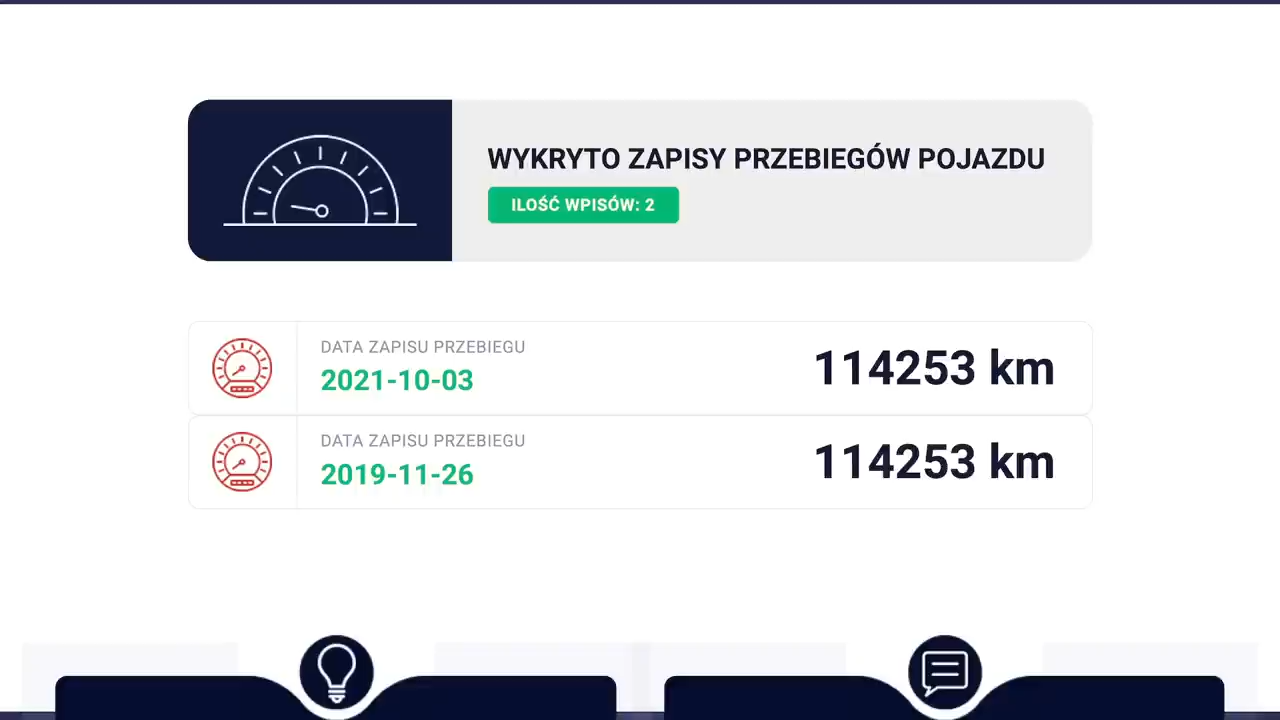 WYKRYTO ZAPISY PRZEBIEGÓW POJAZDU
ILOŚĆ WPISÓW: 2
DATA ZAPISU PRZEBIEGU
2021-10-03
114253 km
DATA ZAPISU PRZEBIEGU
2019-11-26
114253 km